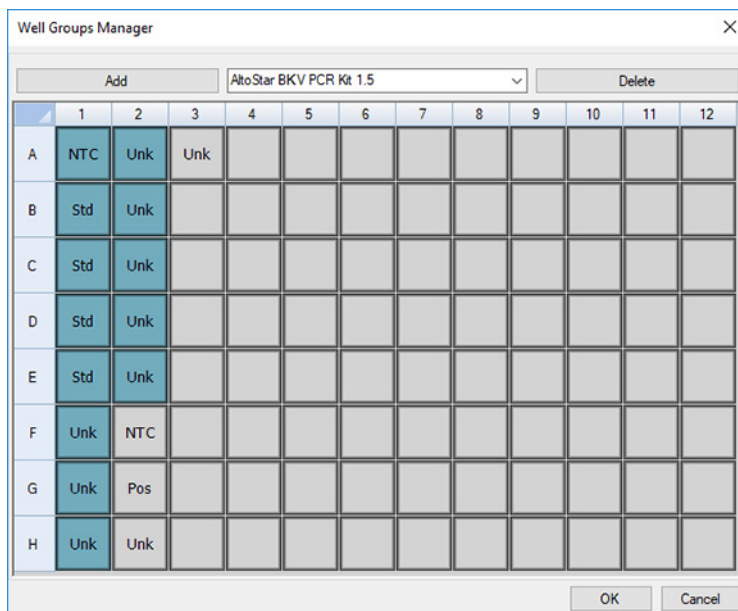 Well Groups Manager
Add AltoStar BKV PCR Kit 1.5 Delete
1 2 3 4 5 6 7 8 9 10 11 12
A NTC Unk Unk
B Std Unk
C Std Unk
D Std Unk
E Std Unk
F Unk NTC
G Unk Pos
H Unk Unk
OK Cancel